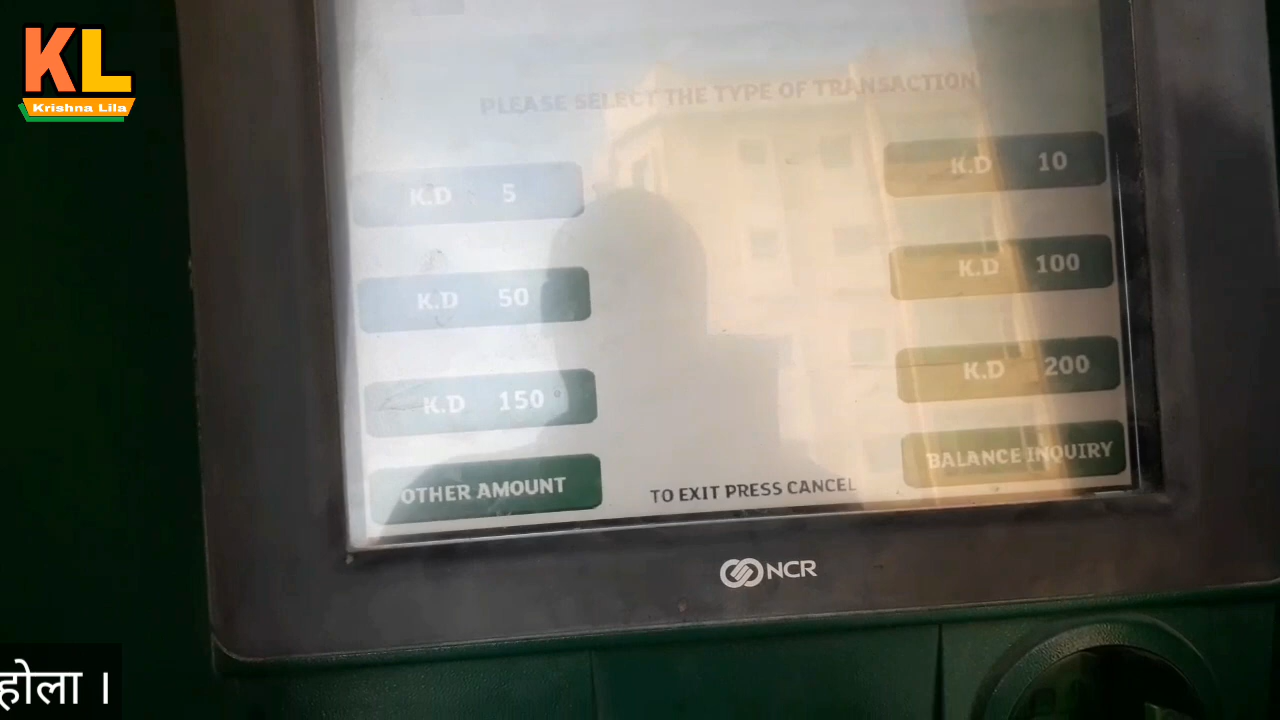 KL
Krishna Lila
PLEASE SELECT THE TYPE OF TRANSACTION
K.D 5
K.D 10
K.D 50
K.D 100
K.D 150
K.D 200
OTHER AMOUNT
TO EXIT PRESS CANCEL
BALANCE INQUIRY
NCR
होला ।